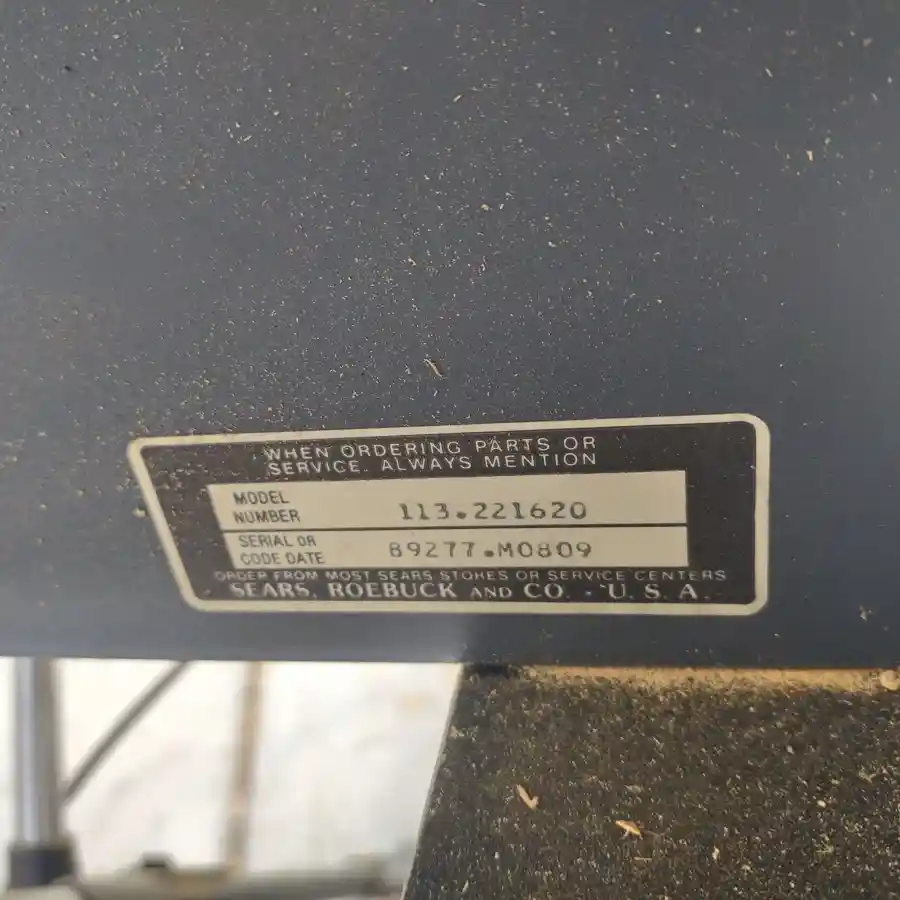 WHEN ORDERING PARTS OR
SERVICE. ALWAYS MENTION
MODEL
NUMBER 113.221620
SERIAL OR
CODE DATE 89277.M0809
ORDER FROM MOST SEARS STORES OR SERVICE CENTERS
SEARS, ROEBUCK AND CO. - U. S. A.